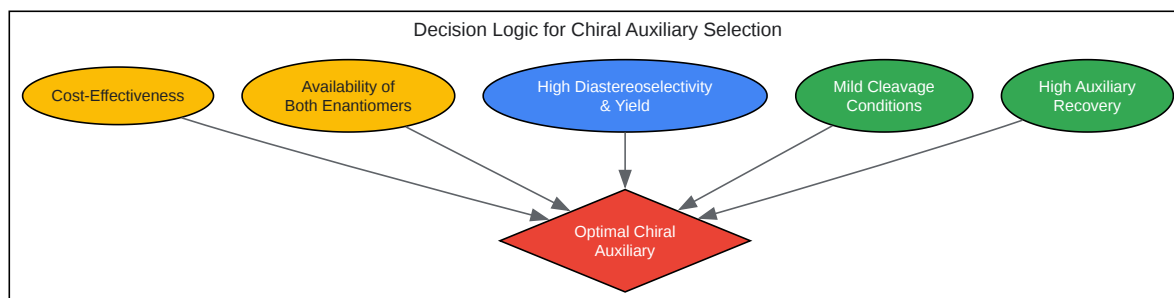 Decision Logic for Chiral Auxiliary Selection
Cost-Effectiveness
Availability of
Both Enantiomers
High Diastereoselectivity
& Yield
Mild Cleavage
Conditions
High Auxiliary
Recovery
Optimal Chiral
Auxiliary